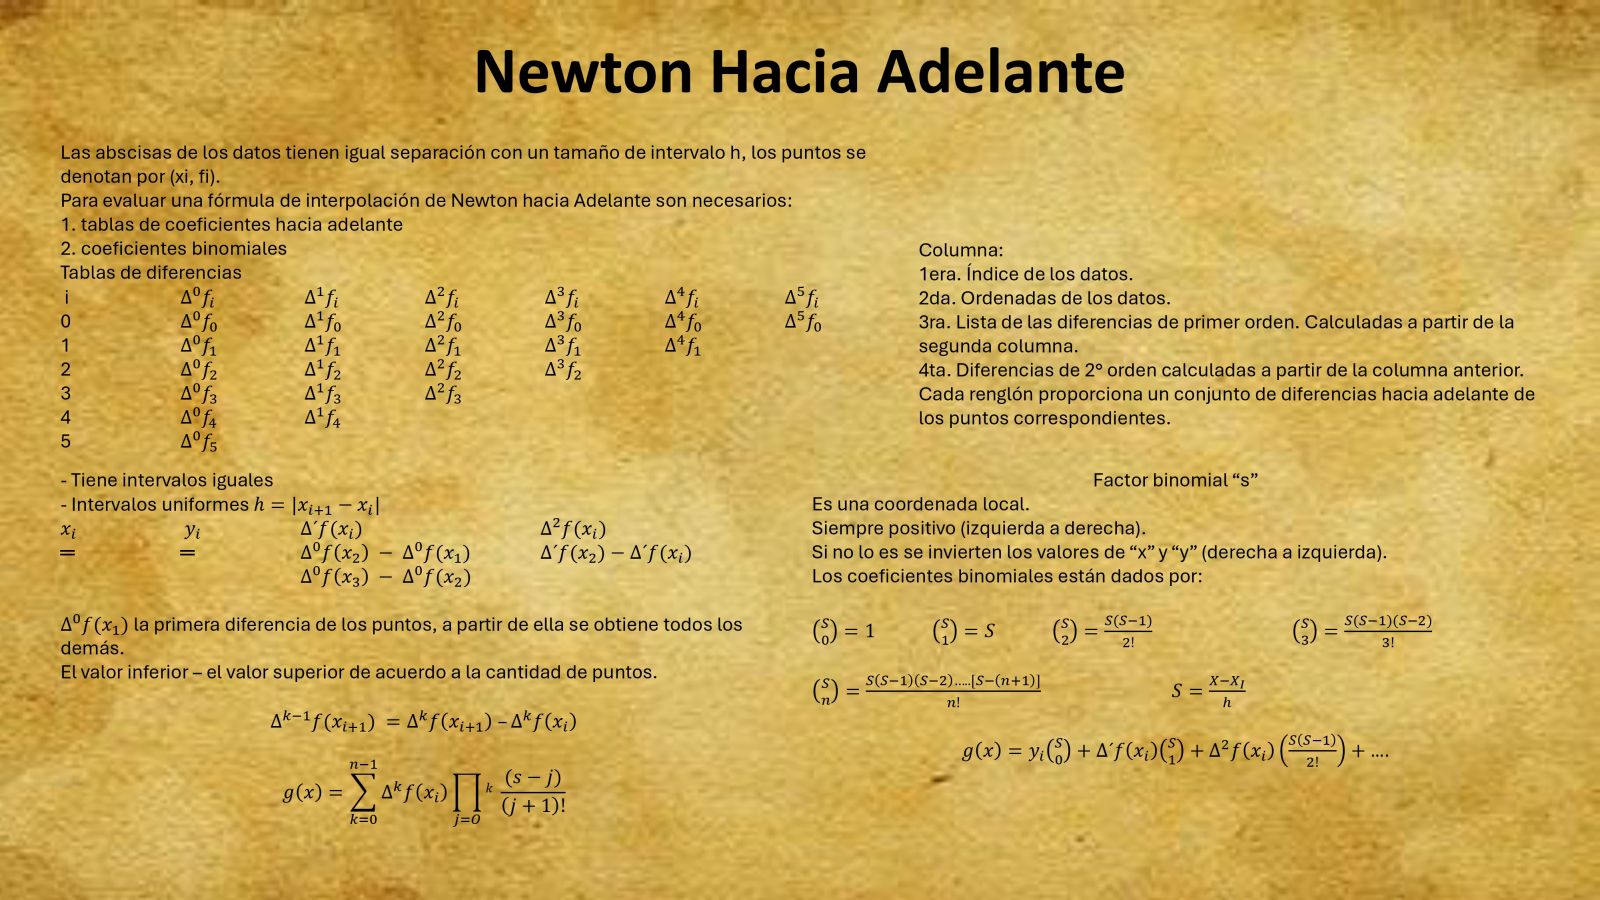 Newton Hacia Adelante
Las abscisas de los datos tienen igual separación con un tamaño de intervalo h, los puntos se
denotan por (xi, fi).
Para evaluar una fórmula de interpolación de Newton hacia Adelante son necesarios:
1. tablas de coeficientes hacia adelante
2. coeficientes binomiales
Tablas de diferencias
i Δ⁰fᵢ Δ¹fᵢ Δ²fᵢ Δ³fᵢ Δ⁴fᵢ Δ⁵fᵢ
0 Δ⁰f₀ Δ¹f₀ Δ²f₀ Δ³f₀ Δ⁴f₀ Δ⁵f₀
1 Δ⁰f₁ Δ¹f₁ Δ²f₁ Δ³f₁ Δ⁴f₁
2 Δ⁰f₂ Δ¹f₂ Δ²f₂ Δ³f₂
3 Δ⁰f₃ Δ¹f₃ Δ²f₃
4 Δ⁰f₄ Δ¹f₄
5 Δ⁰f₅
Columna:
1era. Índice de los datos.
2da. Ordenadas de los datos.
3ra. Lista de las diferencias de primer orden. Calculadas a partir de la
segunda columna.
4ta. Diferencias de 2° orden calculadas a partir de la columna anterior.
Cada renglón proporciona un conjunto de diferencias hacia adelante de
los puntos correspondientes.
- Tiene intervalos iguales
- Intervalos uniformes h = |xᵢ₊₁ − xᵢ|
xᵢ yᵢ Δ´f(xᵢ) Δ²f(xᵢ)
= = Δ⁰f(x₂) − Δ⁰f(x₁) Δ´f(x₂) − Δ´f(xᵢ)
Δ⁰f(x₃) − Δ⁰f(x₂)
Δ⁰f(x₁) la primera diferencia de los puntos, a partir de ella se obtiene todos los
demás.
El valor inferior – el valor superior de acuerdo a la cantidad de puntos.
Δᵏ⁻¹f(xᵢ₊₁) = Δᵏf(xᵢ₊₁) – Δᵏf(xᵢ)
g(x) = ∑_{k=0}^{n−1} Δᵏf(xᵢ) ∏_{j=O} ᵏ (s − j)/(j + 1)!
Factor binomial “s”
Es una coordenada local.
Siempre positivo (izquierda a derecha).
Si no lo es se invierten los valores de “x” y “y” (derecha a izquierda).
Los coeficientes binomiales están dados por:
(S 0) = 1 (S 1) = S (S 2) = S(S−1)/2! (S 3) = S(S−1)(S−2)/3!
(S n) = S(S−1)(S−2).....[S−(n+1)]/n! S = X−X_I/h
g(x) = yᵢ(S 0) + Δ´f(xᵢ)(S 1) + Δ²f(xᵢ)(S(S−1)/2!) + ....